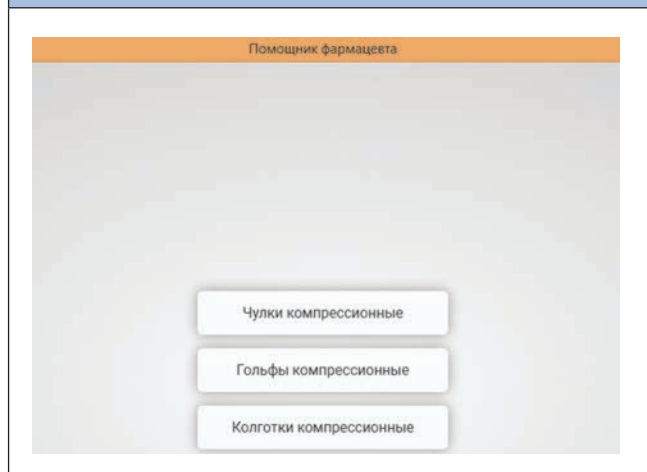 Помощник фармацевта
Чулки компрессионные
Гольфы компрессионные
Колготки компрессионные